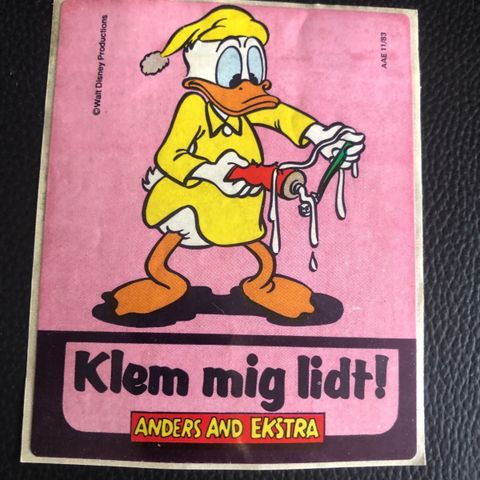 ©Walt Disney Productions
AAE 11/83
Klem mig lidt!
ANDERS AND EKSTRA